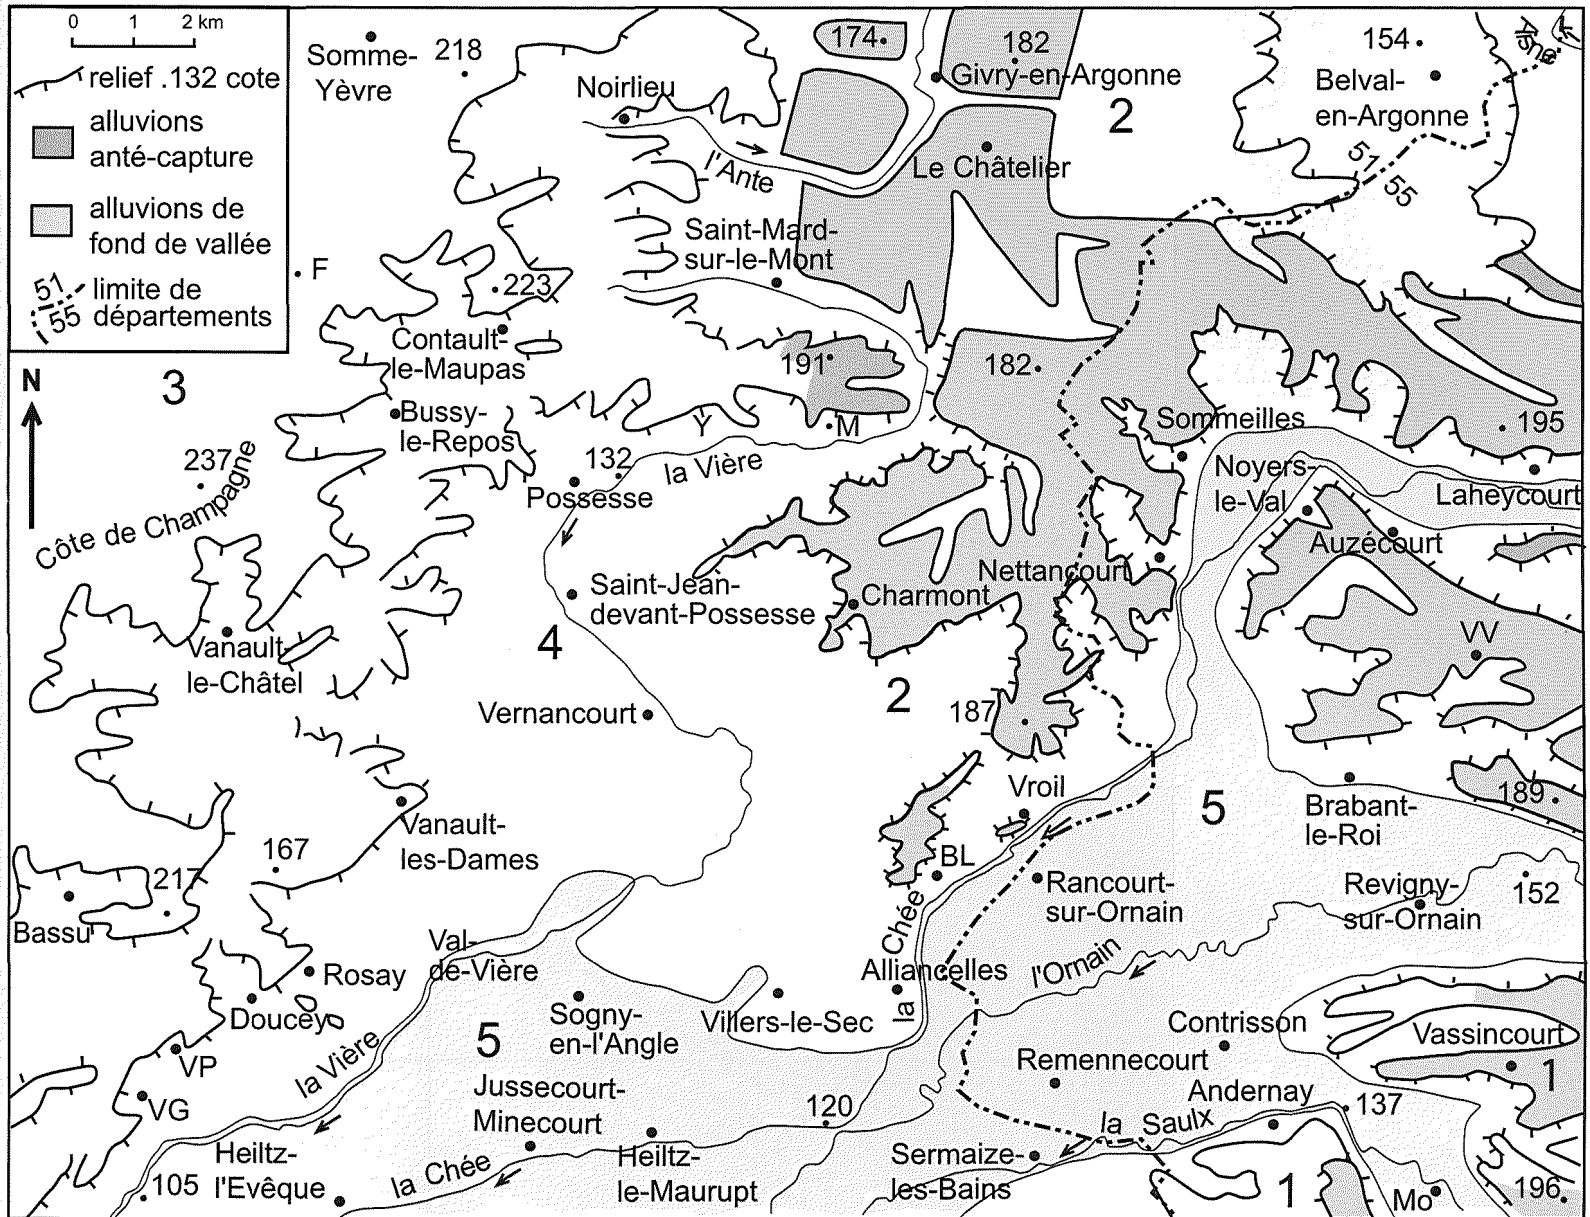 0 1 2 km
relief .132 cote
alluvions
anté-capture
alluvions de
fond de vallée
51
55
limite de
départements
N
Somme-
Yèvre
218
Noirlieu
174
182
Givry-en-Argonne
2
154
Belval-
en-Argonne
Aisne
51
55
l'Ante
Le Châtelier
F
Saint-Mard-
sur-le-Mont
223
Contault-
le-Maupas
3
191
182
Bussy-
le-Repos
Y
M
Sommeilles
195
237
Côte de Champagne
132
Possesse
la Vière
Noyers-
le-Val
Laheycourt
Auzécourt
Nettancourt
Saint-Jean-
devant-Possesse
Charmont
4
VV
Vanault-
le-Châtel
2
Vernancourt
187
Vroil
5
189
Brabant-
le-Roi
Vanault-
les-Dames
167
BL
217
Rancourt-
sur-Ornain
Revigny-
sur-Ornain
152
Bassu
Val-
de-Vière
la Chée
l'Ornain
Alliancelles
Rosay
Doucey
Sogny-
en-l'Angle
Villers-le-Sec
5
Contrisson
Vassincourt
VP
la Vière
Remennecourt
1
VG
Jussecourt-
Minecourt
120
Andernay
137
la Saulx
Heiltz-
l'Evêque
105
la Chée
Heiltz-
le-Maurupt
Sermaize-
les-Bains
1
Mo
196